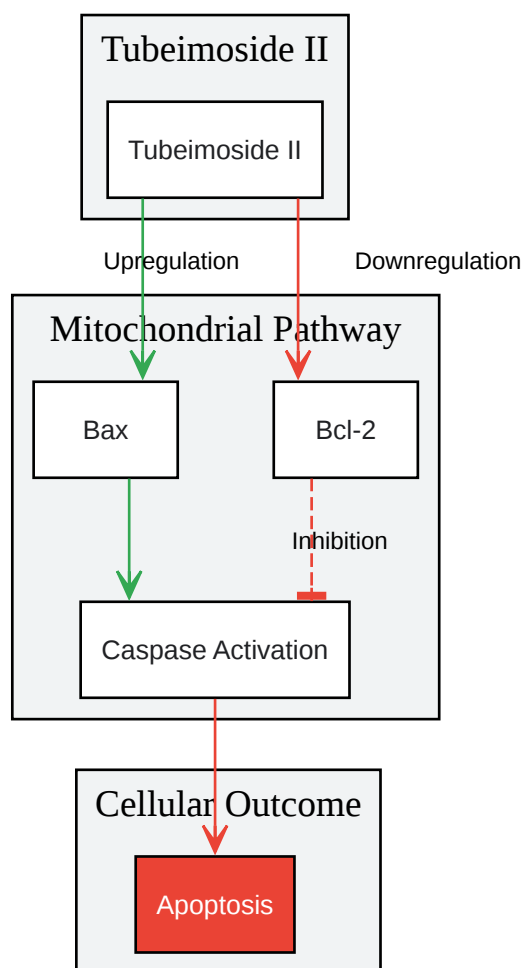 Tubeimoside II
Tubeimoside II
Upregulation
Downregulation
Mitochondrial Pathway
Bax
Bcl-2
Inhibition
Caspase Activation
Cellular Outcome
Apoptosis